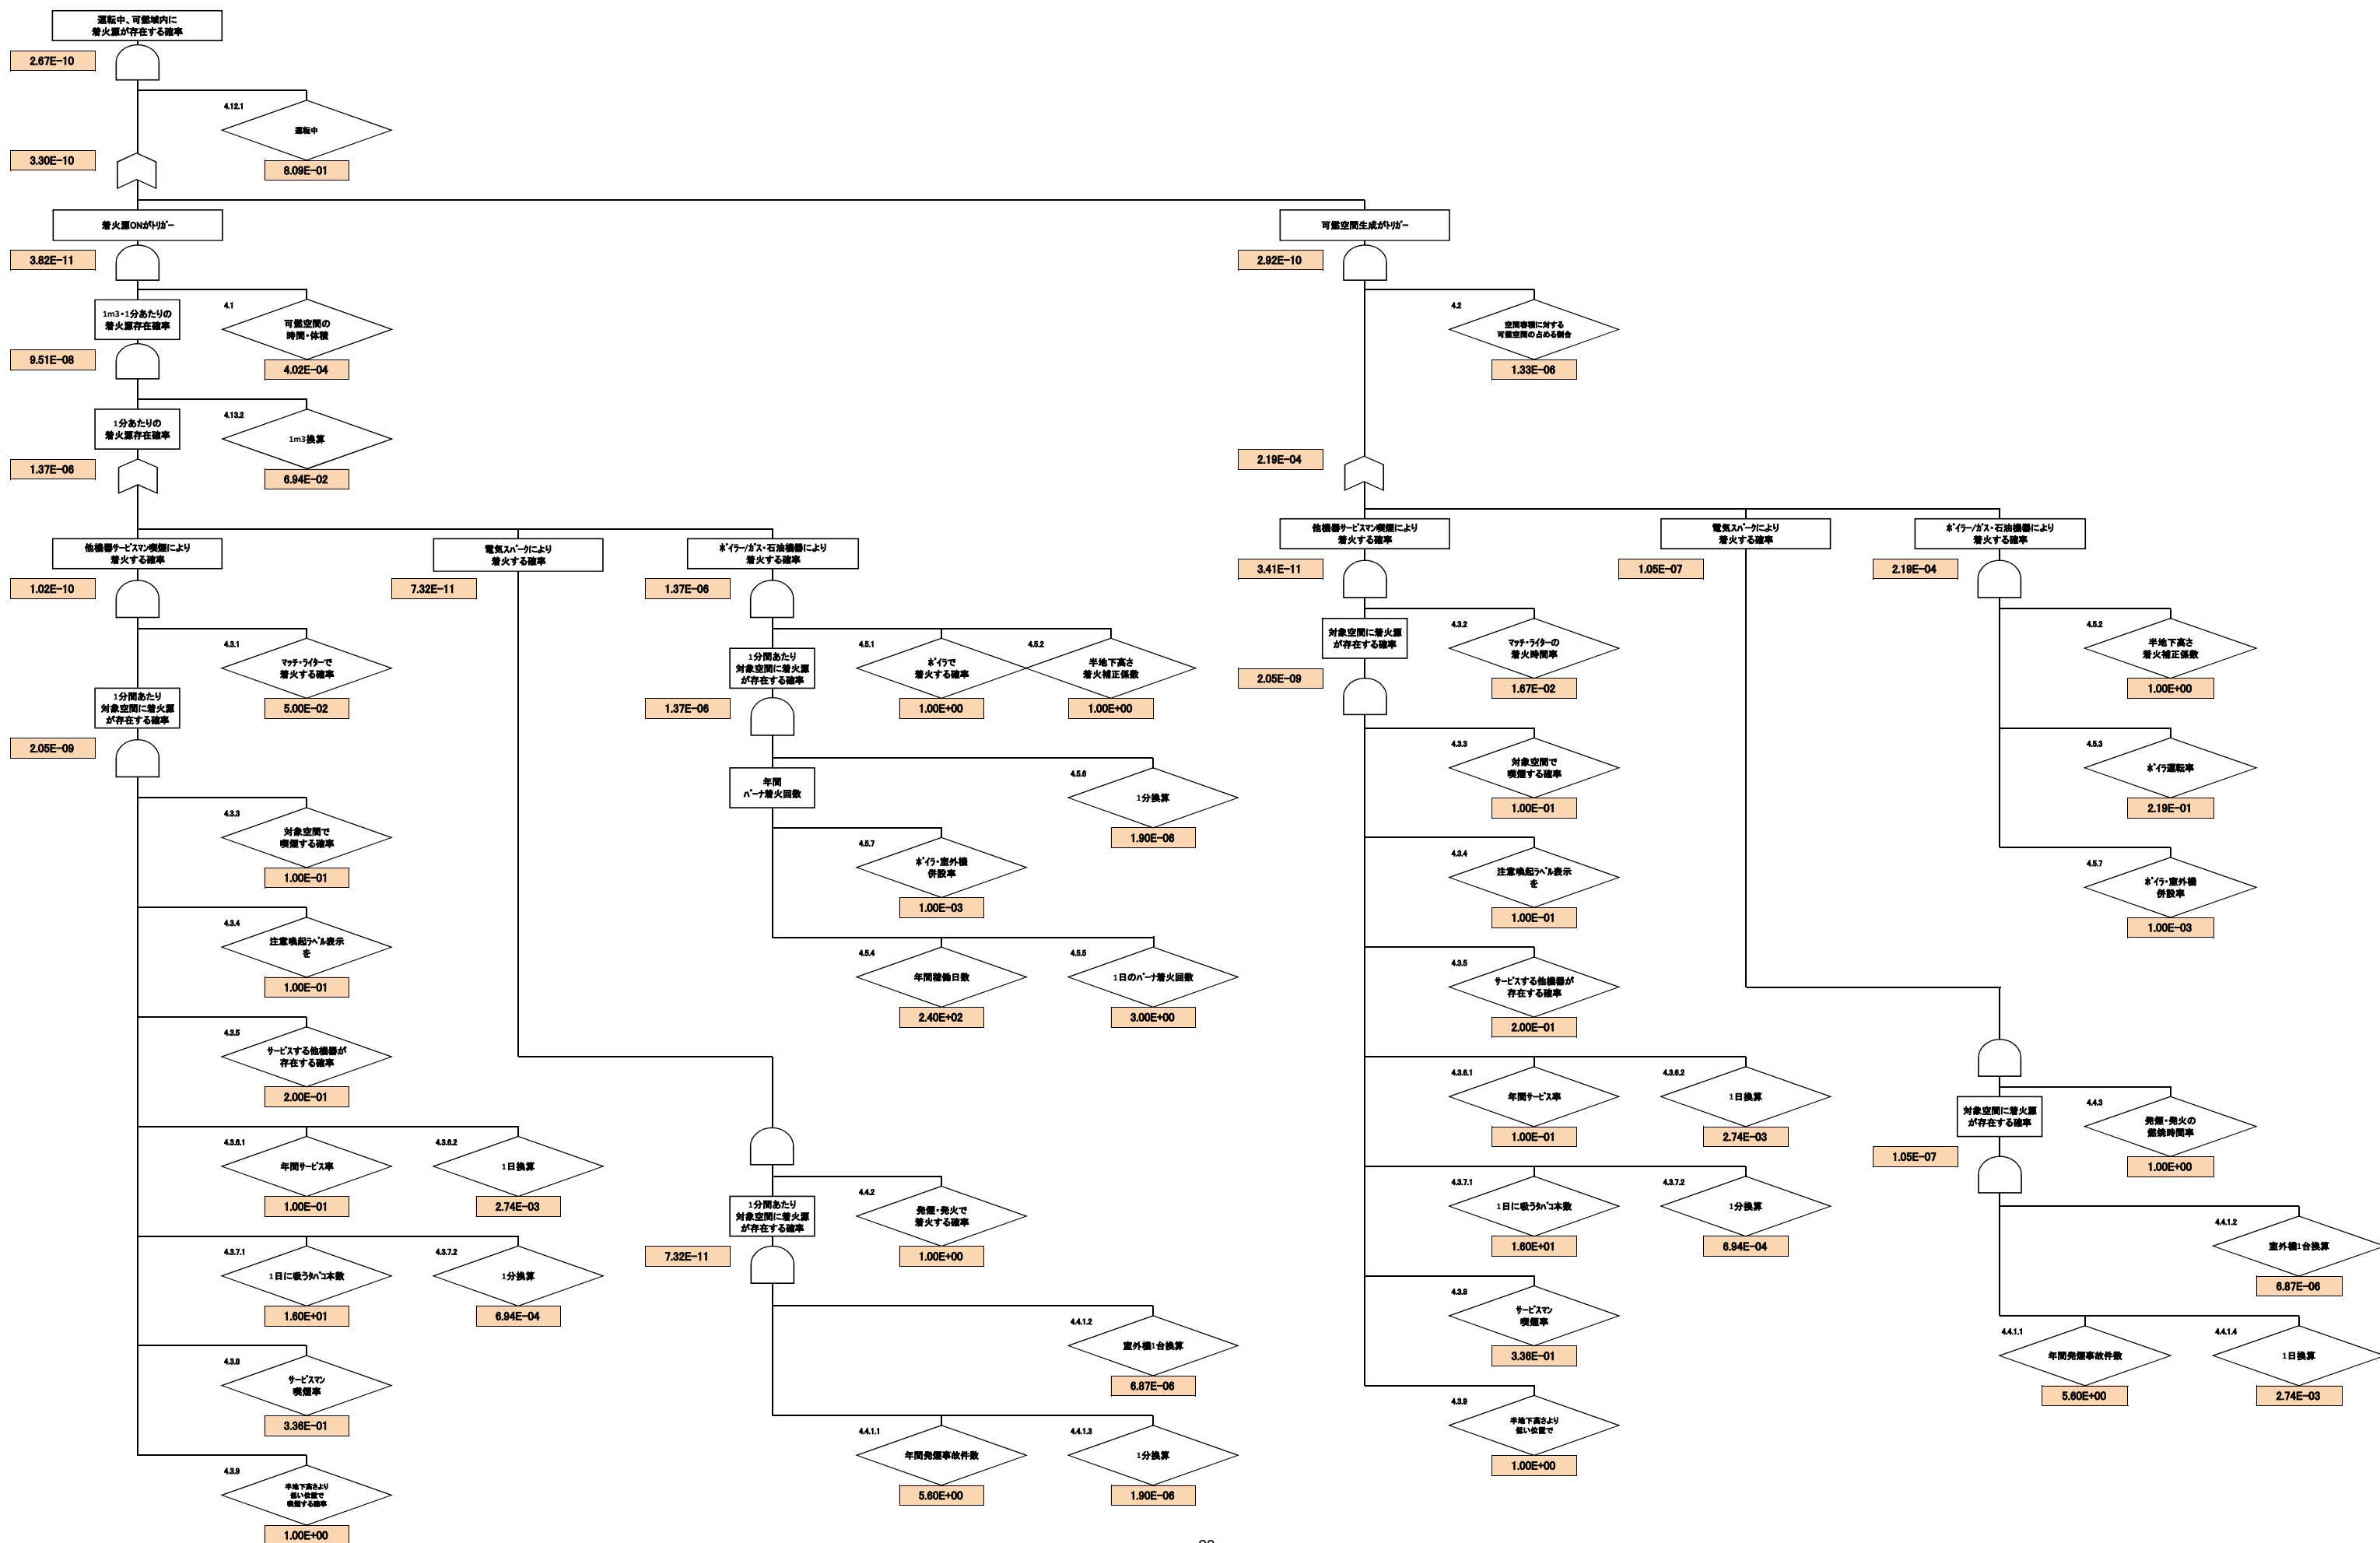 運転中、可燃域内に
着火源が存在する確率
2.67E-10
4.12.1
運転中
8.09E-01
3.30E-10
着火源ONがﾄﾘｶﾞｰ
3.82E-11
1m3・1分あたりの
着火源存在確率
4.1
可燃空間の
時間・体積
4.02E-04
9.51E-08
1分あたりの
着火源存在確率
4.13.2
1m3換算
6.94E-02
1.37E-06
他機器ｻｰﾋﾞｽﾏﾝ喫煙により
着火する確率
1.02E-10
4.3.1
ﾏｯﾁ・ﾗｲﾀｰで
着火する確率
5.00E-02
1分間あたり
対象空間に着火源
が存在する確率
2.05E-09
4.3.3
対象空間で
喫煙する確率
1.00E-01
4.3.4
注意喚起ﾗﾍﾞﾙ表示
を
1.00E-01
4.3.5
ｻｰﾋﾞｽする他機器が
存在する確率
2.00E-01
4.3.6.1
年間ｻｰﾋﾞｽ率
1.00E-01
4.3.6.2
1日換算
2.74E-03
4.3.7.1
1日に吸うﾀﾊﾞｺ本数
1.60E+01
4.3.7.2
1分換算
6.94E-04
4.3.8
ｻｰﾋﾞｽﾏﾝ
喫煙率
3.36E-01
4.3.9
半地下高さより
低い位置で
喫煙する確率
1.00E+00
電気ｽﾊﾟｰｸにより
着火する確率
7.32E-11
4.4.2
発煙・発火で
着火する確率
1.00E+00
1分間あたり
対象空間に着火源
が存在する確率
7.32E-11
4.4.1.2
室外機1台換算
6.87E-06
4.4.1.1
年間発煙事故件数
5.60E+00
4.4.1.3
1分換算
1.90E-06
ﾎﾞｲﾗｰ/ｶﾞｽ・石油機器により
着火する確率
1.37E-06
1分間あたり
対象空間に着火源
が存在する確率
4.5.1
ﾎﾞｲﾗで
着火する確率
1.00E+00
4.5.2
半地下高さ
着火補正係数
1.00E+00
1.37E-06
年間
ﾊﾞｰﾅ着火回数
4.5.6
1分換算
1.90E-06
4.5.7
ﾎﾞｲﾗ・室外機
併設率
1.00E-03
4.5.4
年間稼働日数
2.40E+02
4.5.5
1日のﾊﾞｰﾅ着火回数
3.00E+00
可燃空間生成がﾄﾘｶﾞｰ
2.92E-10
4.2
空間容積に対する
可燃空間の占める割合
1.33E-06
2.19E-04
他機器ｻｰﾋﾞｽﾏﾝ喫煙により
着火する確率
3.41E-11
対象空間に着火源
が存在する確率
4.3.2
ﾏｯﾁ・ﾗｲﾀｰの
着火時間率
1.67E-02
2.05E-09
4.3.3
対象空間で
喫煙する確率
1.00E-01
4.3.4
注意喚起ﾗﾍﾞﾙ表示
を
1.00E-01
4.3.5
ｻｰﾋﾞｽする他機器が
存在する確率
2.00E-01
4.3.6.1
年間ｻｰﾋﾞｽ率
1.00E-01
4.3.6.2
1日換算
2.74E-03
4.3.7.1
1日に吸うﾀﾊﾞｺ本数
1.60E+01
4.3.7.2
1分換算
6.94E-04
4.3.8
ｻｰﾋﾞｽﾏﾝ
喫煙率
3.36E-01
4.3.9
半地下高さより
低い位置で
1.00E+00
電気ｽﾊﾟｰｸにより
着火する確率
1.05E-07
対象空間に着火源
が存在する確率
4.4.3
発煙・発火の
燃焼時間率
1.00E+00
1.05E-07
4.4.1.2
室外機1台換算
6.87E-06
4.4.1.1
年間発煙事故件数
5.60E+00
4.4.1.4
1日換算
2.74E-03
ﾎﾞｲﾗｰ/ｶﾞｽ・石油機器により
着火する確率
2.19E-04
4.5.2
半地下高さ
着火補正係数
1.00E+00
4.5.3
ﾎﾞｲﾗ運転率
2.19E-01
4.5.7
ﾎﾞｲﾗ・室外機
併設率
1.00E-03